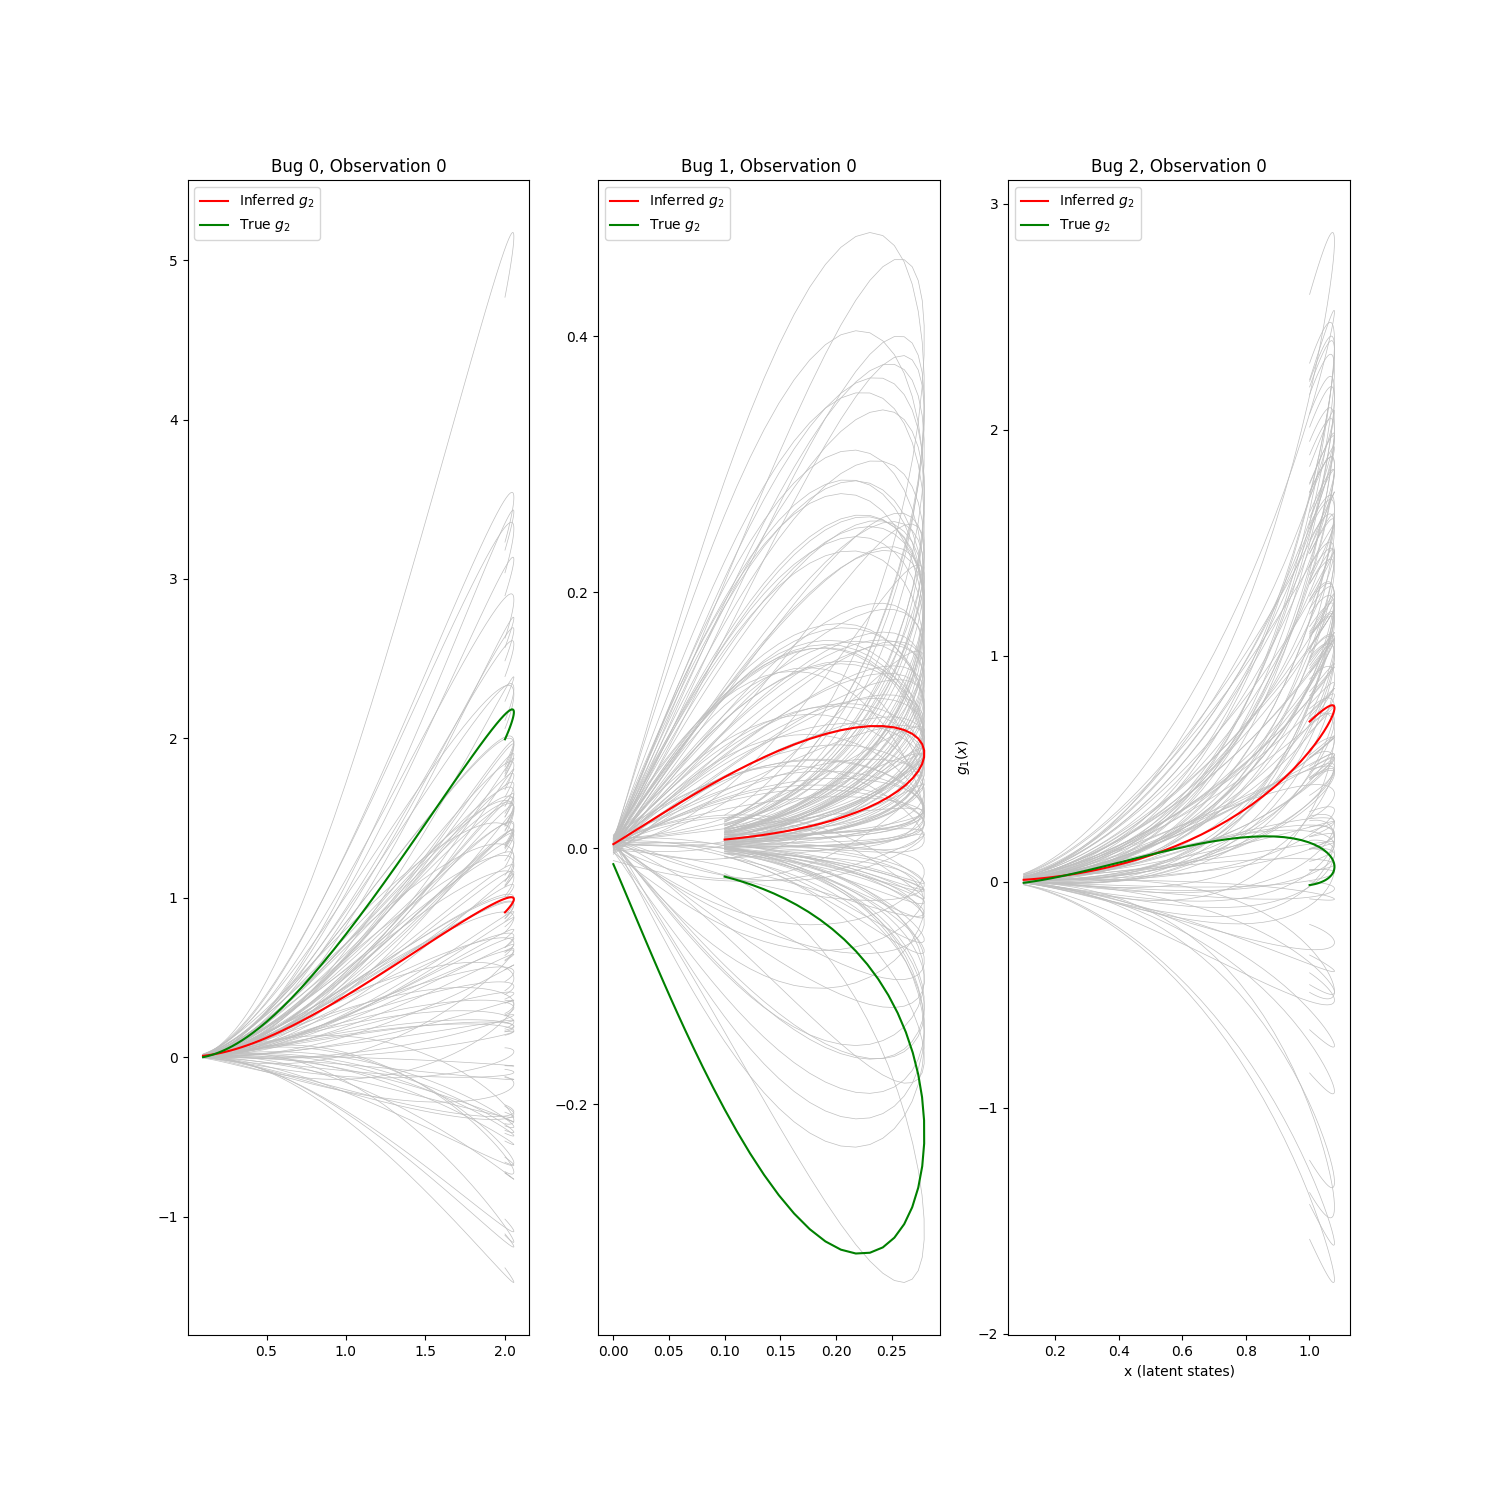 Bug 0, Observation 0
Inferred g₂
True g₂
5
4
3
2
1
0
−1
0.5 1.0 1.5 2.0
Bug 1, Observation 0
Inferred g₂
True g₂
0.4
0.2
0.0
−0.2
0.00 0.05 0.10 0.15 0.20 0.25
Bug 2, Observation 0
Inferred g₂
True g₂
3
2
1
0
−1
−2
g₁(x)
0.2 0.4 0.6 0.8 1.0
x (latent states)